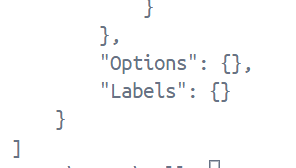 }
},
"Options": {},
"Labels": {}
}
]